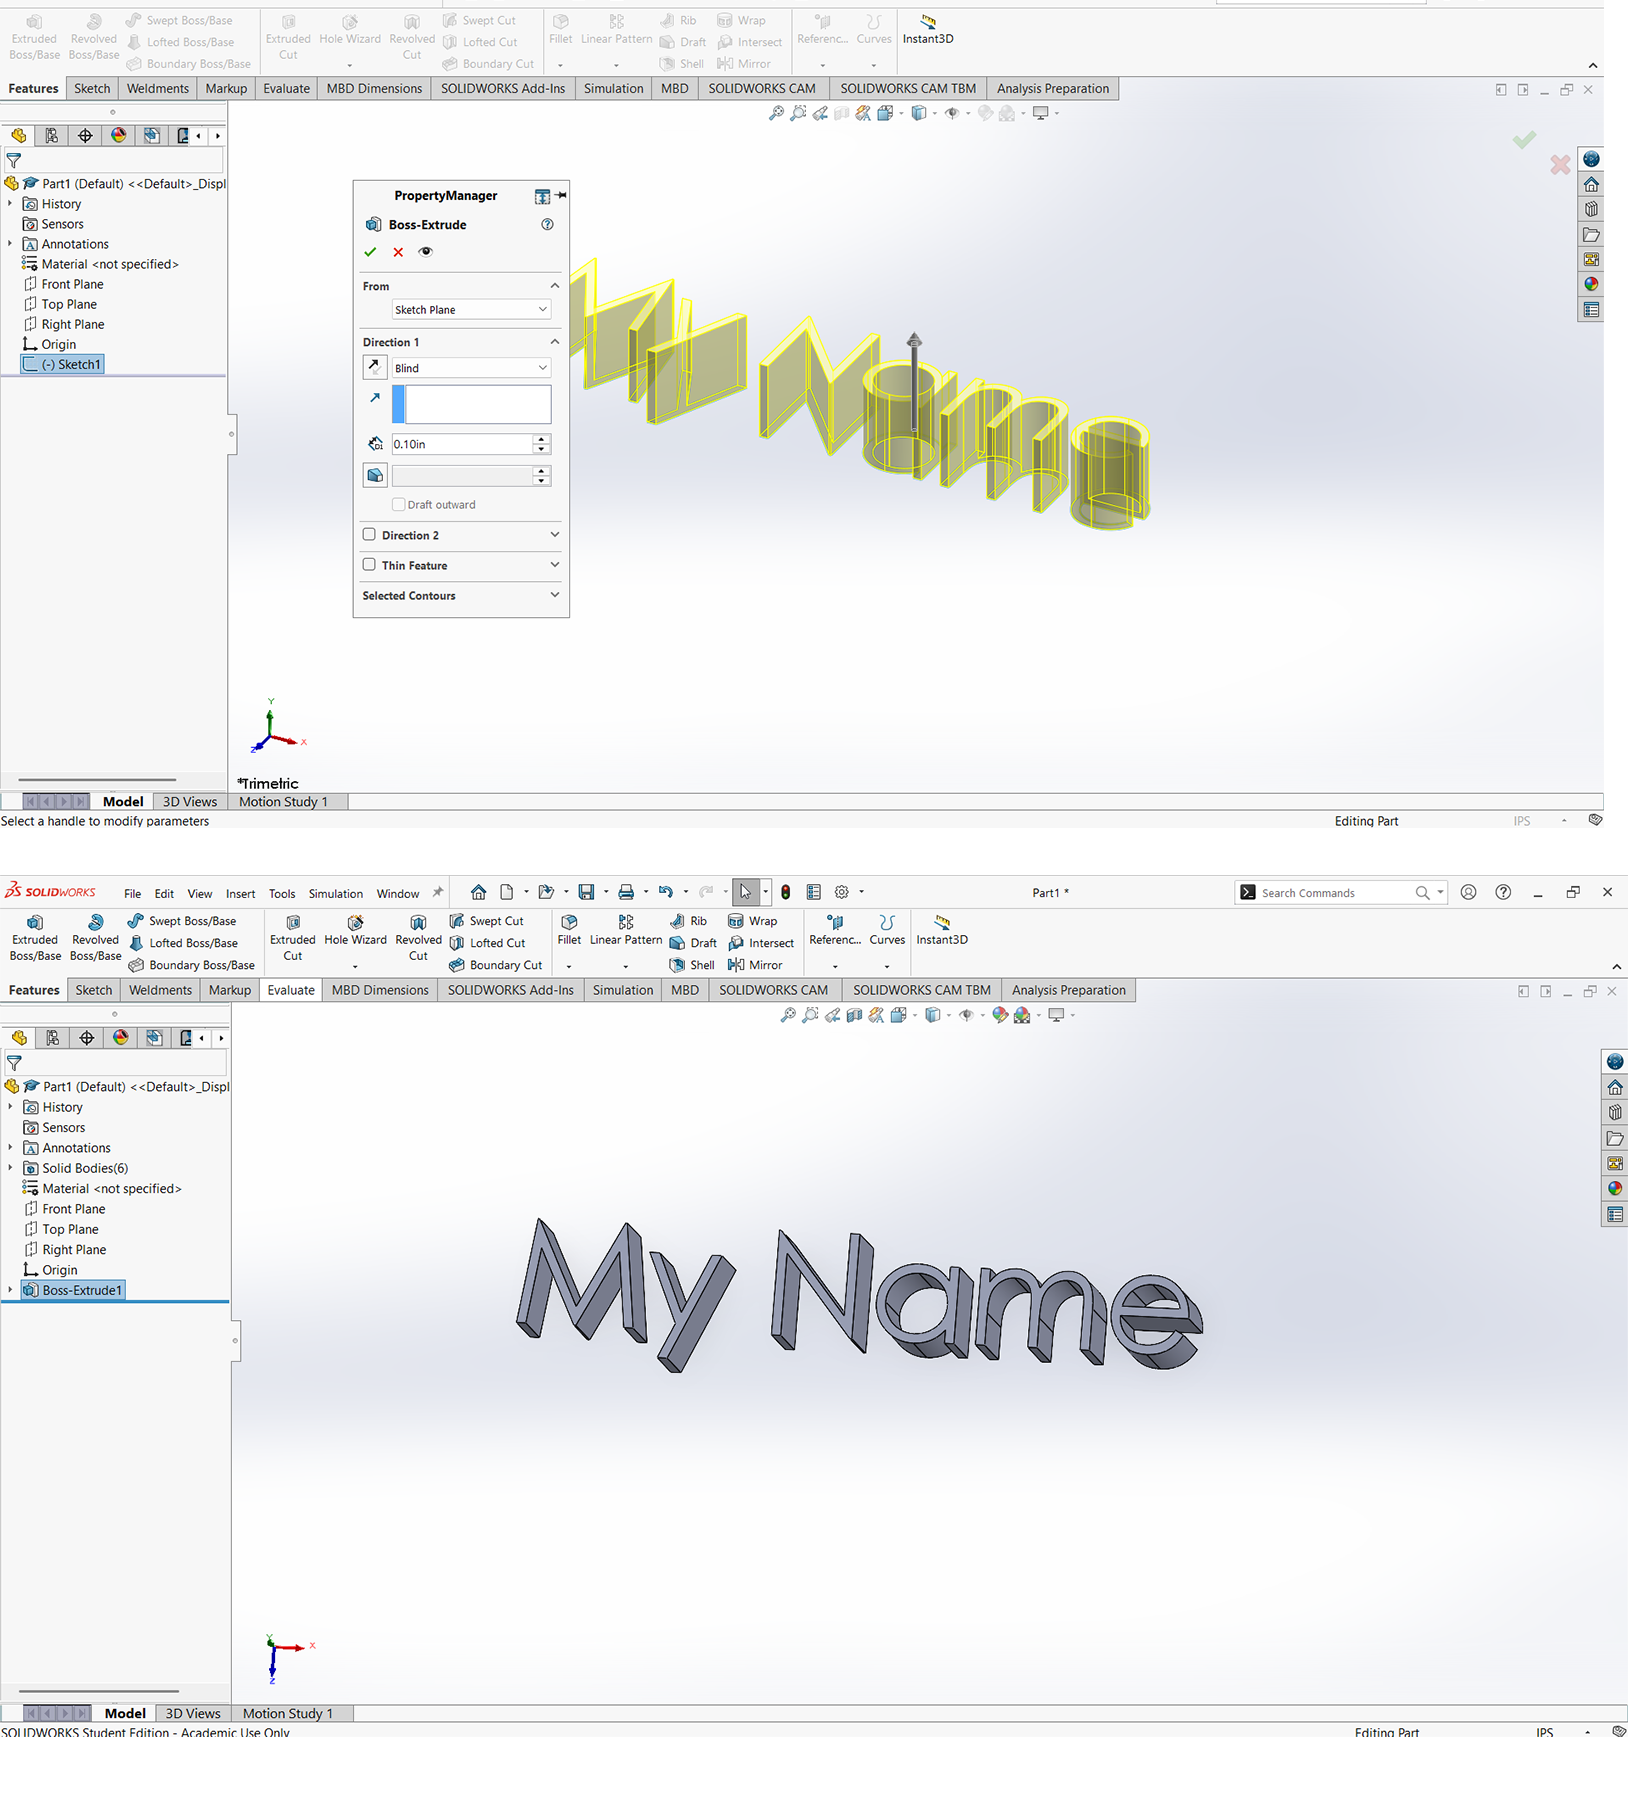 Extruded Boss/Base
Revolved Boss/Base
Swept Boss/Base
Lofted Boss/Base
Boundary Boss/Base
Extruded Cut
Hole Wizard
Revolved Cut
Swept Cut
Lofted Cut
Boundary Cut
Fillet
Linear Pattern
Rib
Draft
Shell
Wrap
Intersect
Mirror
Referenc...
Curves
Instant3D
Features Sketch Weldments Markup Evaluate MBD Dimensions SOLIDWORKS Add-Ins Simulation MBD SOLIDWORKS CAM SOLIDWORKS CAM TBM Analysis Preparation
Part1 (Default) <<Default>_Displ
History
Sensors
Annotations
Material <not specified>
Front Plane
Top Plane
Right Plane
Origin
(-) Sketch1
PropertyManager
Boss-Extrude
From
Sketch Plane
Direction 1
Blind
D1
0.10in
Draft outward
Direction 2
Thin Feature
Selected Contours
My Name
Y
X
Z
*Trimetric
Model 3D Views Motion Study 1
Select a handle to modify parameters
Editing Part
IPS
SOLIDWORKS
File Edit View Insert Tools Simulation Window
Part1 *
Search Commands
Extruded Boss/Base
Revolved Boss/Base
Swept Boss/Base
Lofted Boss/Base
Boundary Boss/Base
Extruded Cut
Hole Wizard
Revolved Cut
Swept Cut
Lofted Cut
Boundary Cut
Fillet
Linear Pattern
Rib
Draft
Shell
Wrap
Intersect
Mirror
Referenc...
Curves
Instant3D
Features Sketch Weldments Markup Evaluate MBD Dimensions SOLIDWORKS Add-Ins Simulation MBD SOLIDWORKS CAM SOLIDWORKS CAM TBM Analysis Preparation
Part1 (Default) <<Default>_Displ
History
Sensors
Annotations
Solid Bodies(6)
Material <not specified>
Front Plane
Top Plane
Right Plane
Origin
Boss-Extrude1
My Name
Y
X
Z
Model 3D Views Motion Study 1
SOLIDWORKS Student Edition - Academic Use Only
Editing Part
IPS